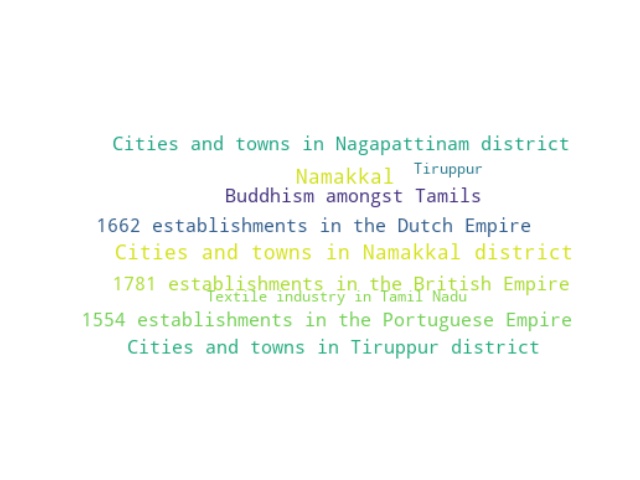 Cities and towns in Nagapattinam district
Tiruppur
Namakkal
Buddhism amongst Tamils
1662 establishments in the Dutch Empire
Cities and towns in Namakkal district
1781 establishments in the British Empire
Textile industry in Tamil Nadu
1554 establishments in the Portuguese Empire
Cities and towns in Tiruppur district